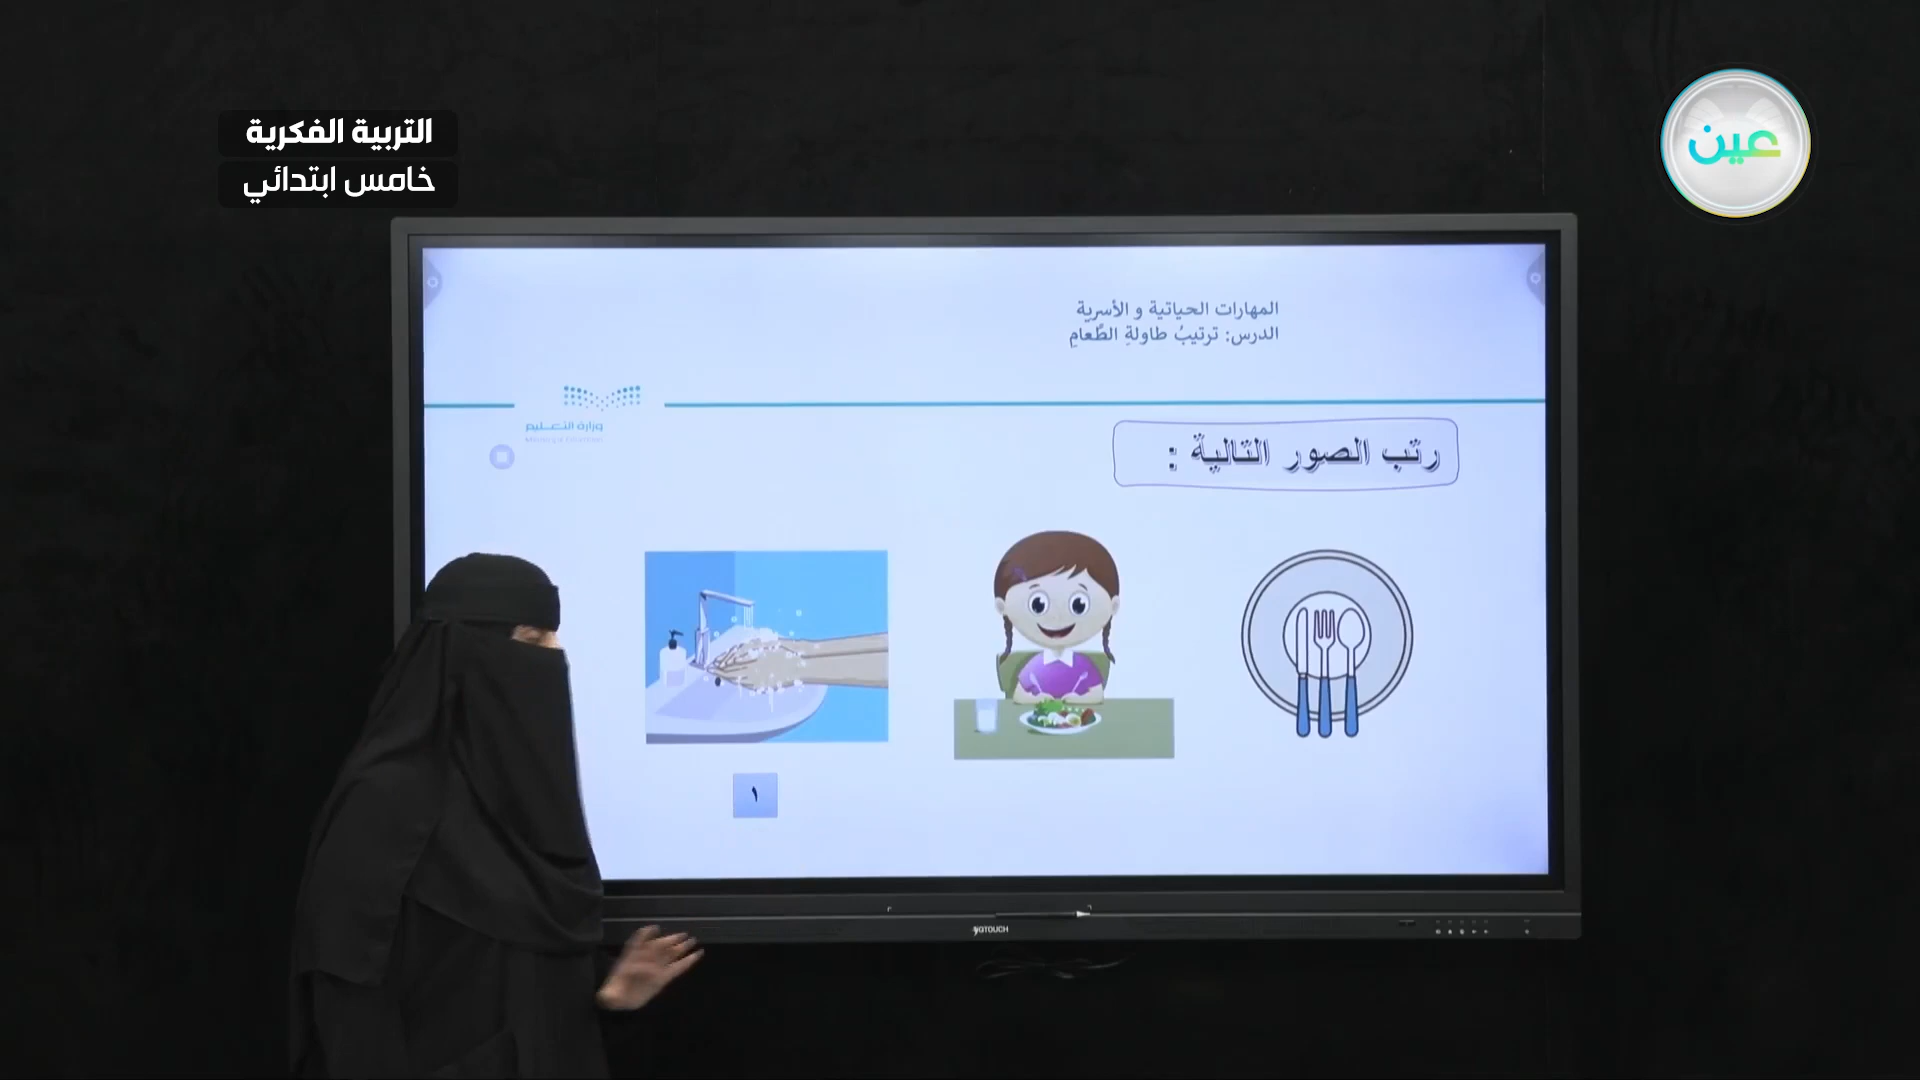 التربية الفكرية
خامس ابتدائي
عين
المهارات الحياتية و الأسرية
الدرس: ترتيبُ طاولةِ الطَّعامِ
وزارة التعليم
رتب الصور التالية :
١